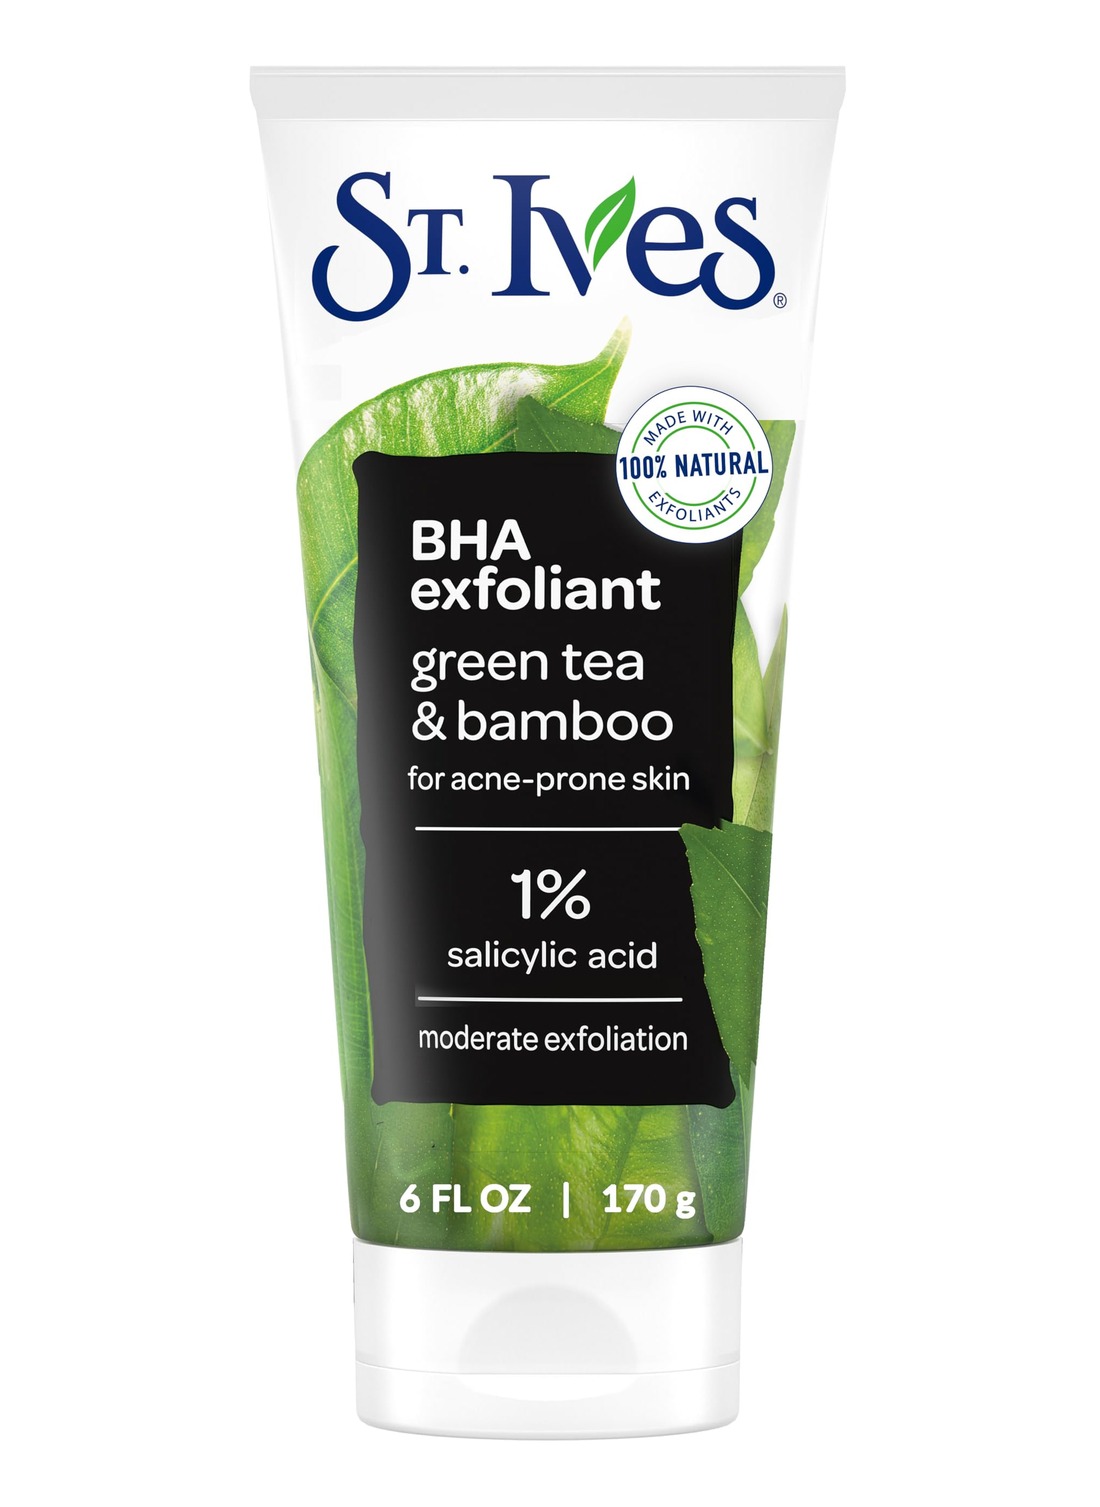 St. Ives®
MADE WITH
100% NATURAL
EXFOLIANTS
BHA
exfoliant
green tea
& bamboo
for acne-prone skin
1%
salicylic acid
moderate exfoliation
6 FL OZ | 170 g